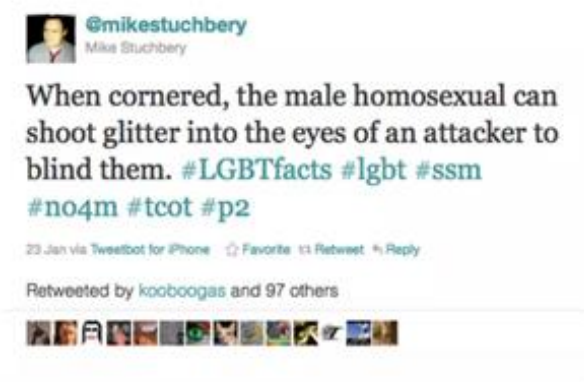 @mikestuchbery
Mike Stuchbery
When cornered, the male homosexual can
shoot glitter into the eyes of an attacker to
blind them. #LGBTfacts #lgbt #ssm
#no4m #tcot #p2
23 Jan via Tweetbot for iPhone Favorite Retweet Reply
Retweeted by kooboogas and 97 others